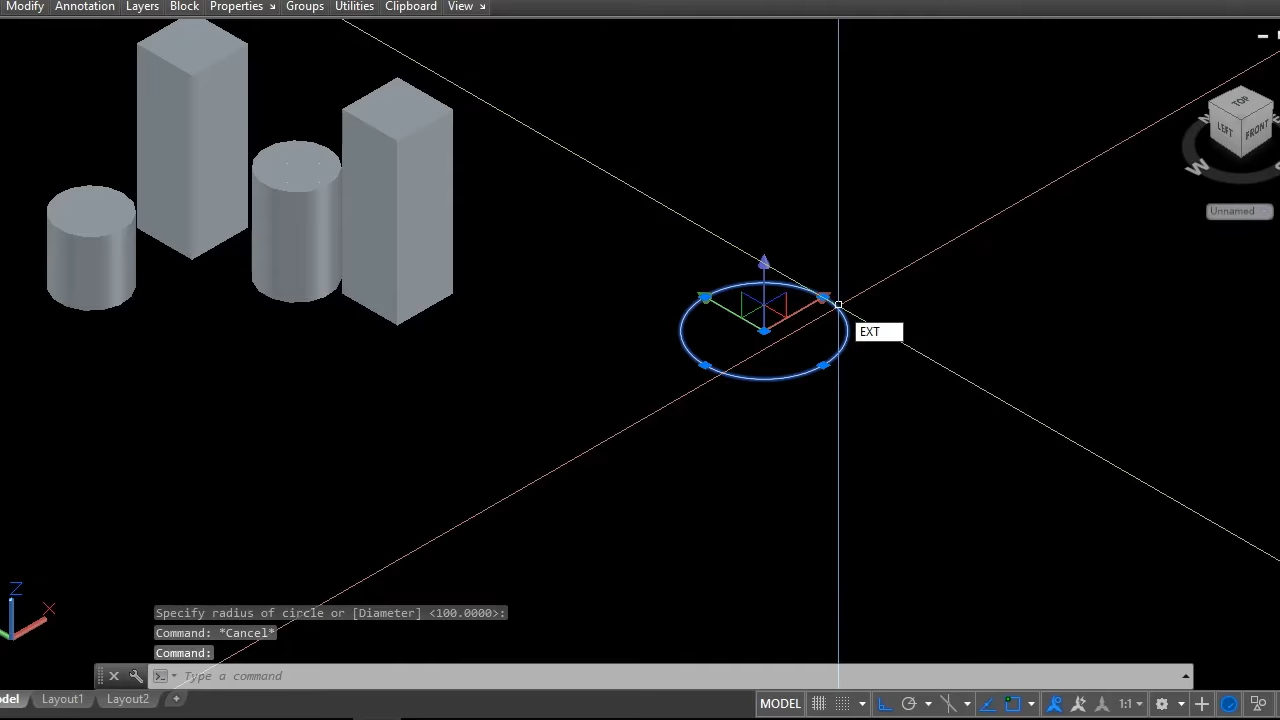 Modify Annotation Layers Block Properties Groups Utilities Clipboard View
TOP
LEFT FRONT
N E
W S
Unnamed
EXT
Z
X
Specify radius of circle or [Diameter] <100.0000>:
Command: *Cancel*
Command:
Type a command
odel Layout1 Layout2 +
MODEL 1:1